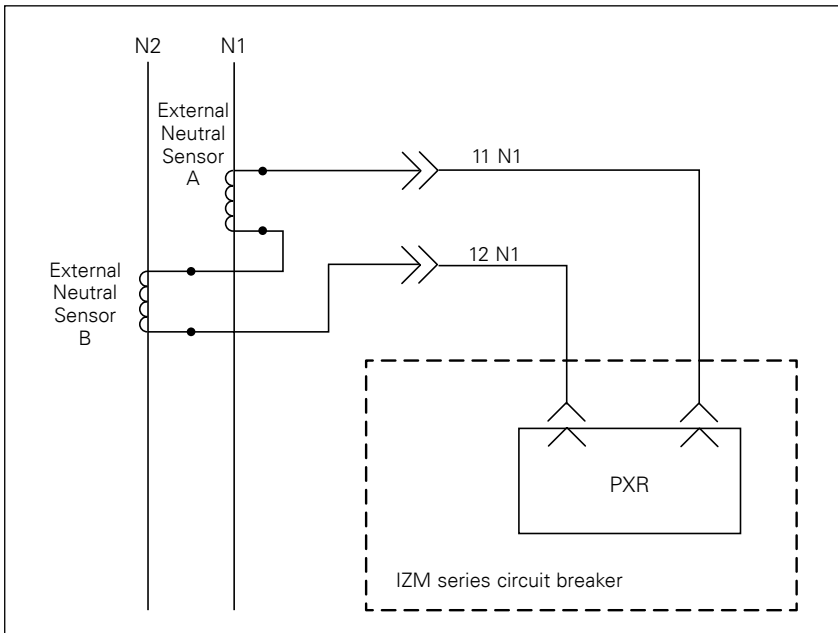 N2
N1
External
Neutral
Sensor
A
11 N1
12 N1
External
Neutral
Sensor
B
PXR
IZM series circuit breaker